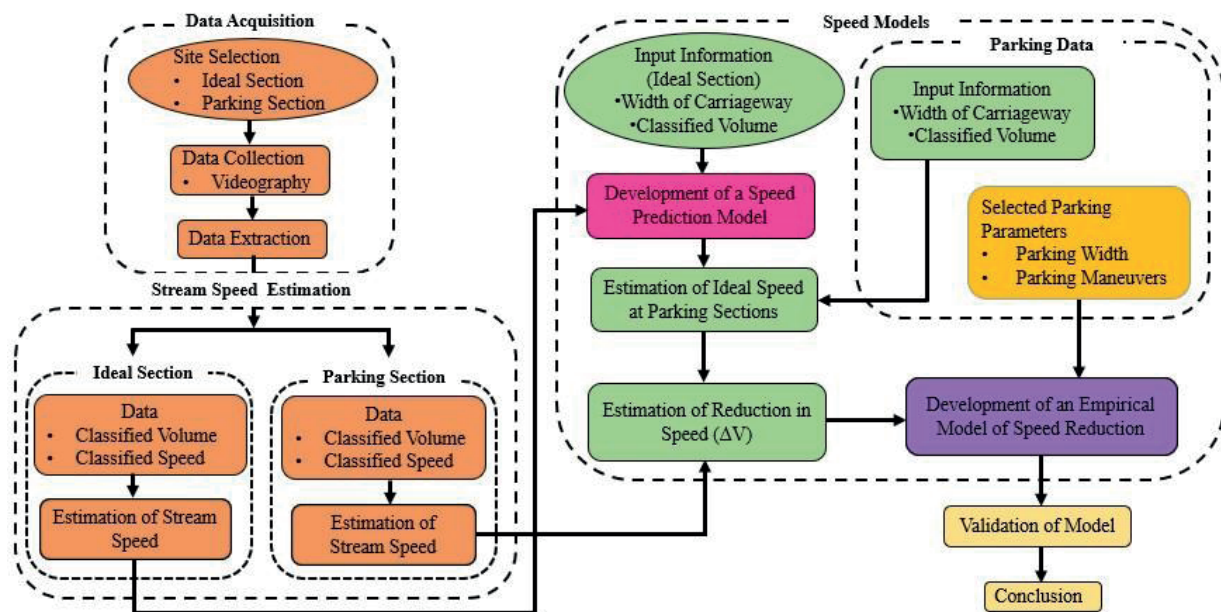 Data Acquisition
Site Selection
• Ideal Section
• Parking Section
Data Collection
• Videography
Data Extraction
Stream Speed Estimation
Ideal Section
Data
• Classified Volume
• Classified Speed
Estimation of Stream
Speed
Parking Section
Data
• Classified Volume
• Classified Speed
Estimation of
Stream Speed
Speed Models
Input Information
(Ideal Section)
•Width of Carriageway
•Classified Volume
Development of a Speed
Prediction Model
Estimation of Ideal Speed
at Parking Sections
Estimation of Reduction in
Speed (ΔV)
Parking Data
Input Information
•Width of Carriageway
•Classified Volume
Selected Parking
Parameters
• Parking Width
• Parking Maneuvers
Development of an Empirical
Model of Speed Reduction
Validation of Model
Conclusion